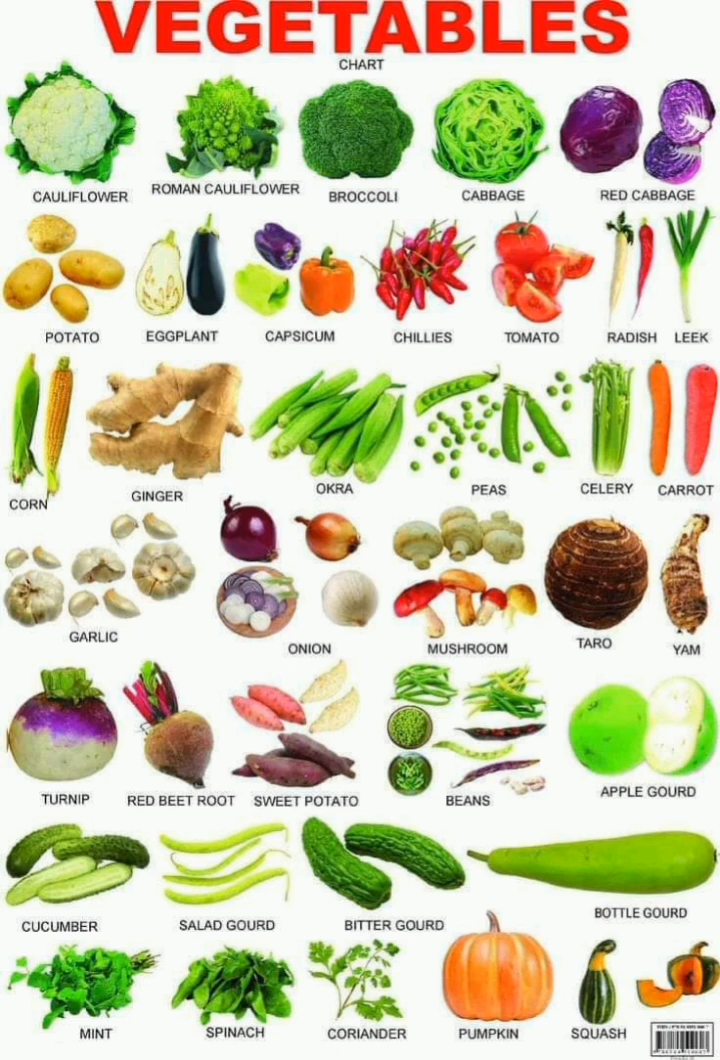 VEGETABLES
CHART
CAULIFLOWER
ROMAN CAULIFLOWER
BROCCOLI
CABBAGE
RED CABBAGE
POTATO
EGGPLANT
CAPSICUM
CHILLIES
TOMATO
RADISH
LEEK
CORN
GINGER
OKRA
PEAS
CELERY
CARROT
GARLIC
ONION
MUSHROOM
TARO
YAM
TURNIP
RED BEET ROOT
SWEET POTATO
BEANS
APPLE GOURD
CUCUMBER
SALAD GOURD
BITTER GOURD
BOTTLE GOURD
MINT
SPINACH
CORIANDER
PUMPKIN
SQUASH